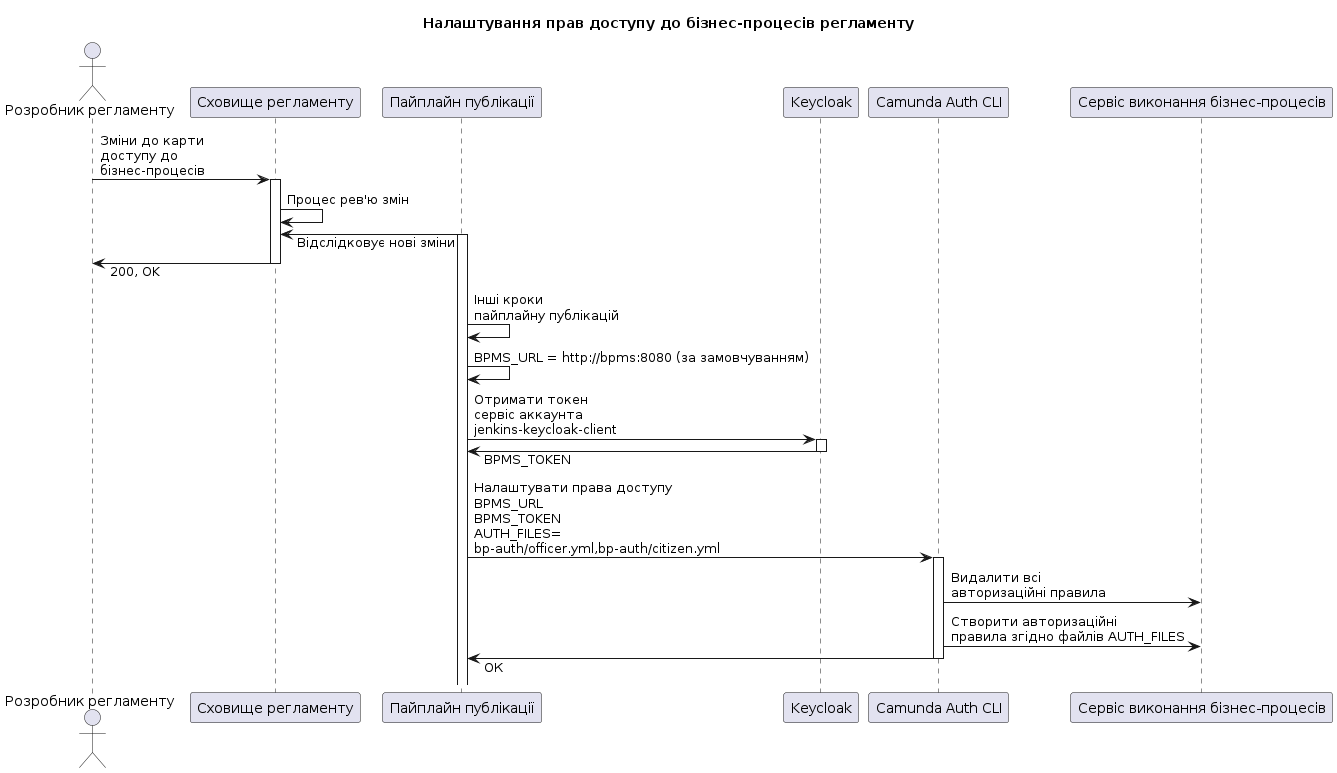 Налаштування прав доступу до бізнес-процесів регламенту
Розробник регламенту
Сховище регламенту
Пайплайн публікації
Keycloak
Camunda Auth CLI
Сервіс виконання бізнес-процесів
Зміни до карти
доступу до
бізнес-процесів
Процес рев'ю змін
Відслідковує нові зміни
200, OK
Інші кроки
пайплайну публікацій
BPMS_URL = http://bpms:8080 (за замовчуванням)
Отримати токен
сервіс аккаунта
jenkins-keycloak-client
BPMS_TOKEN
Налаштувати права доступу
BPMS_URL
BPMS_TOKEN
AUTH_FILES=
bp-auth/officer.yml,bp-auth/citizen.yml
Видалити всі
авторизаційні правила
Створити авторизаційні
правила згідно файлів AUTH_FILES
OK
Розробник регламенту
Сховище регламенту
Пайплайн публікації
Keycloak
Camunda Auth CLI
Сервіс виконання бізнес-процесів